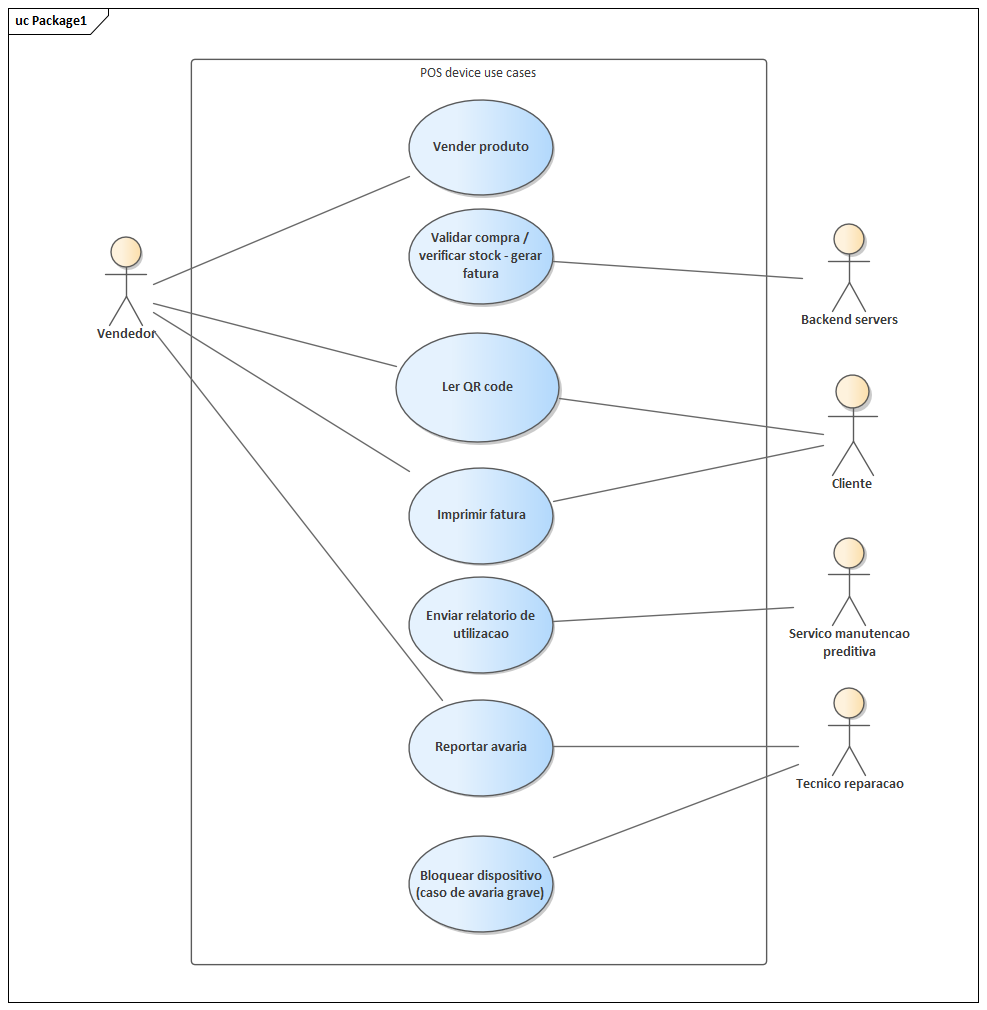 uc Package1
POS device use cases
Vender produto
Validar compra /
verificar stock - gerar
fatura
Vendedor
Backend servers
Ler QR code
Cliente
Imprimir fatura
Enviar relatorio de
utilizacao
Servico manutencao
preditiva
Reportar avaria
Tecnico reparacao
Bloquear dispositivo
(caso de avaria grave)